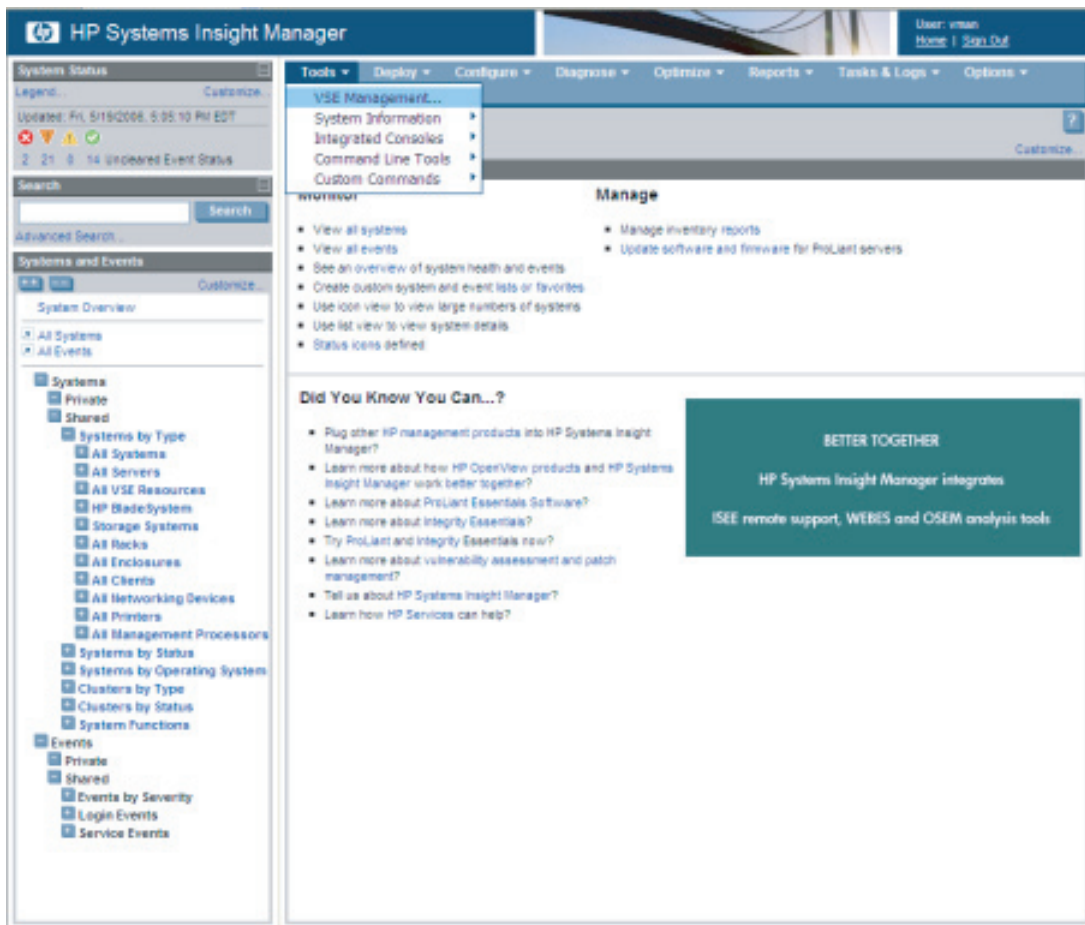 HP Systems Insight Manager
User: vman
Home | Sign Out
System Status
Legend... Customize...
Updated: Fri, 5/16/2008, 5:05:10 PM EDT
2 21 0 14 Uncleared Event Status
Search
Search
Advanced Search...
Systems and Events
Customize...
System Overview
All Systems
All Events
Systems
Private
Shared
Systems by Type
All Systems
All Servers
All VSE Resources
HP BladeSystem
Storage Systems
All Racks
All Enclosures
All Clients
All Networking Devices
All Printers
All Management Processors
Systems by Status
Systems by Operating System
Clusters by Type
Clusters by Status
System Functions
Events
Private
Shared
Events by Severity
Login Events
Service Events
Tools Deploy Configure Diagnose Optimize Reports Tasks & Logs Options
VSE Management...
System Information
Integrated Consoles
Command Line Tools
Custom Commands
?
Customize...
Monitor
View all systems
View all events
See an overview of system health and events
Create custom system and event lists or favorites
Use icon view to view large numbers of systems
Use list view to view system details
Status icons defined
Manage
Manage inventory reports
Update software and firmware for ProLiant servers
Did You Know You Can...?
Plug other HP management products into HP Systems Insight
Manager?
Learn more about how HP OpenView products and HP Systems
Insight Manager work better together?
Learn more about ProLiant Essentials Software?
Learn more about Integrity Essentials?
Try ProLiant and Integrity Essentials now?
Learn more about vulnerability assessment and patch
management?
Tell us about HP Systems Insight Manager?
Learn how HP Services can help?
BETTER TOGETHER
HP Systems Insight Manager integrates
ISEE remote support, WEBES and OSEM analysis tools